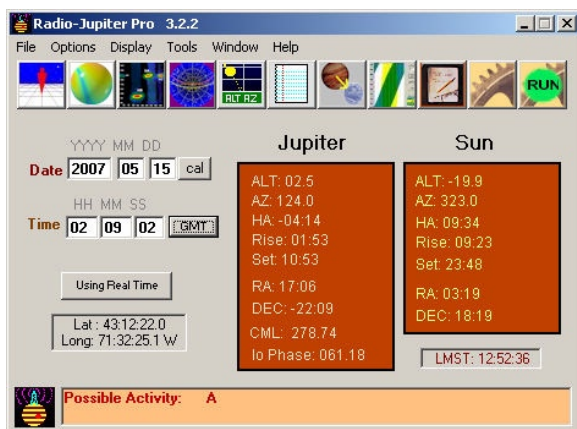 Radio-Jupiter Pro 3.2.2
File Options Display Tools Window Help
ALT AZ
RUN
YYYY MM DD
Date 2007 05 15 cal
HH MM SS
Time 02 09 02 GMT
Using Real Time
Lat : 43:12:22.0
Long: 71:32:25.1 W
Jupiter
ALT: 02.5
AZ: 124.0
HA: -04:14
Rise: 01:53
Set: 10:53
RA: 17:06
DEC: -22:09
CML: 278.74
Io Phase: 061.18
Sun
ALT: -19.9
AZ: 323.0
HA: 09:34
Rise: 09:23
Set: 23:48
RA: 03:19
DEC: 18:19
LMST: 12:52:36
Possible Activity: A